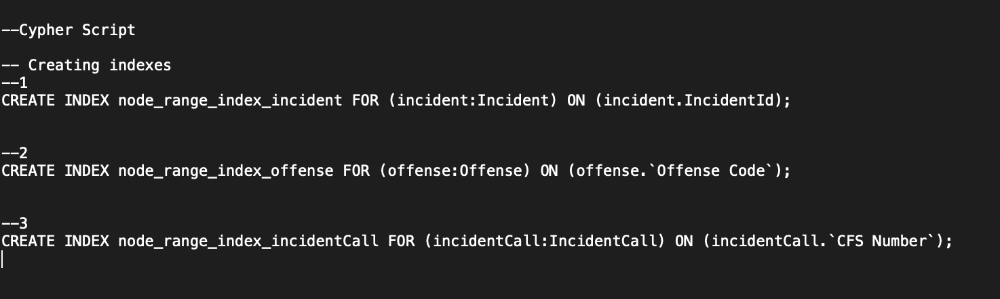 --Cypher Script
-- Creating indexes
--1
CREATE INDEX node_range_index_incident FOR (incident:Incident) ON (incident.IncidentId);
--2
CREATE INDEX node_range_index_offense FOR (offense:Offense) ON (offense.`Offense Code`);
--3
CREATE INDEX node_range_index_incidentCall FOR (incidentCall:IncidentCall) ON (incidentCall.`CFS Number`);